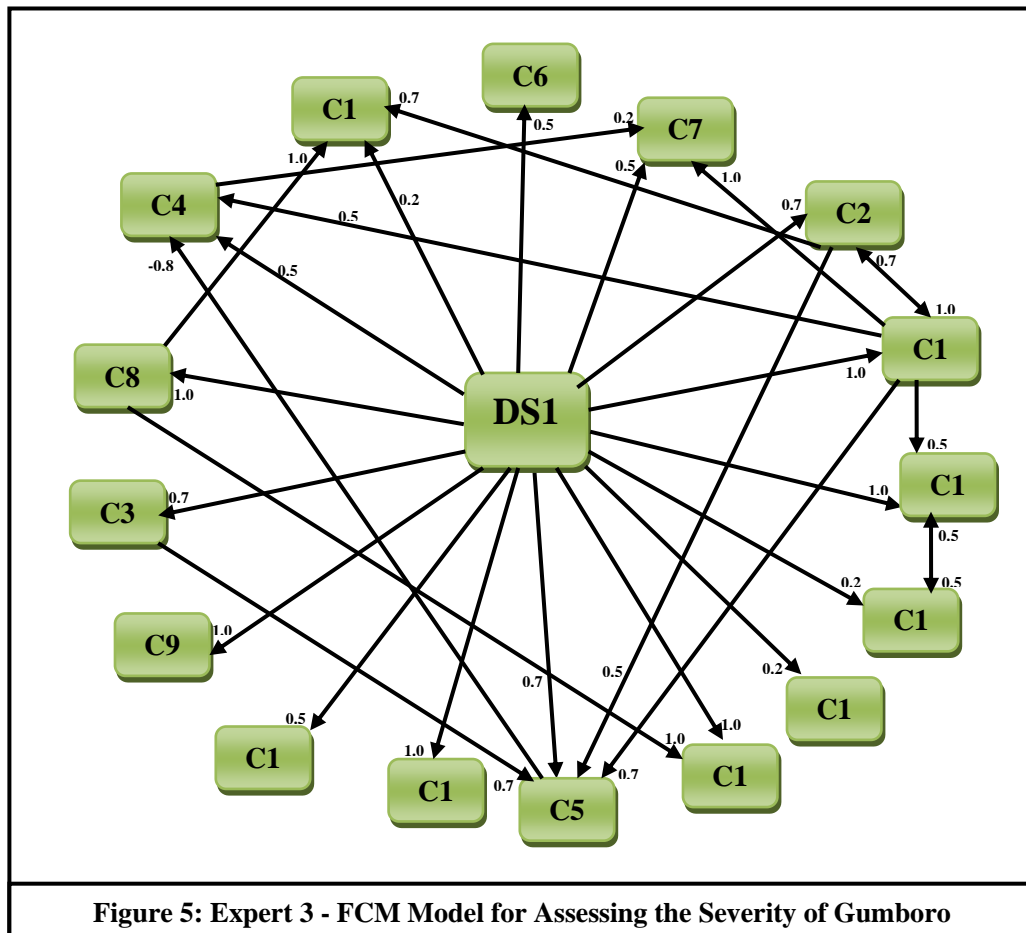 C6
C1
0.7
0.5
0.2
C7
1.0
0.5
1.0
C4
0.2
0.7
C2
0.5
-0.8
0.5
0.7
1.0
C1
C8
1.0
1.0
DS1
0.5
C1
1.0
C3
0.7
0.5
0.2
0.5
C1
C9
1.0
0.5
0.2
0.7
C1
0.5
C1
1.0
C1
0.7
C5
0.7
1.0
1.0
C1
Figure 5: Expert 3 - FCM Model for Assessing the Severity of Gumboro